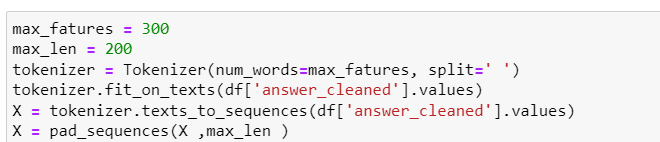 max_fatures = 300
max_len = 200
tokenizer = Tokenizer(num_words=max_fatures, split=' ')
tokenizer.fit_on_texts(df['answer_cleaned'].values)
X = tokenizer.texts_to_sequences(df['answer_cleaned'].values)
X = pad_sequences(X ,max_len )